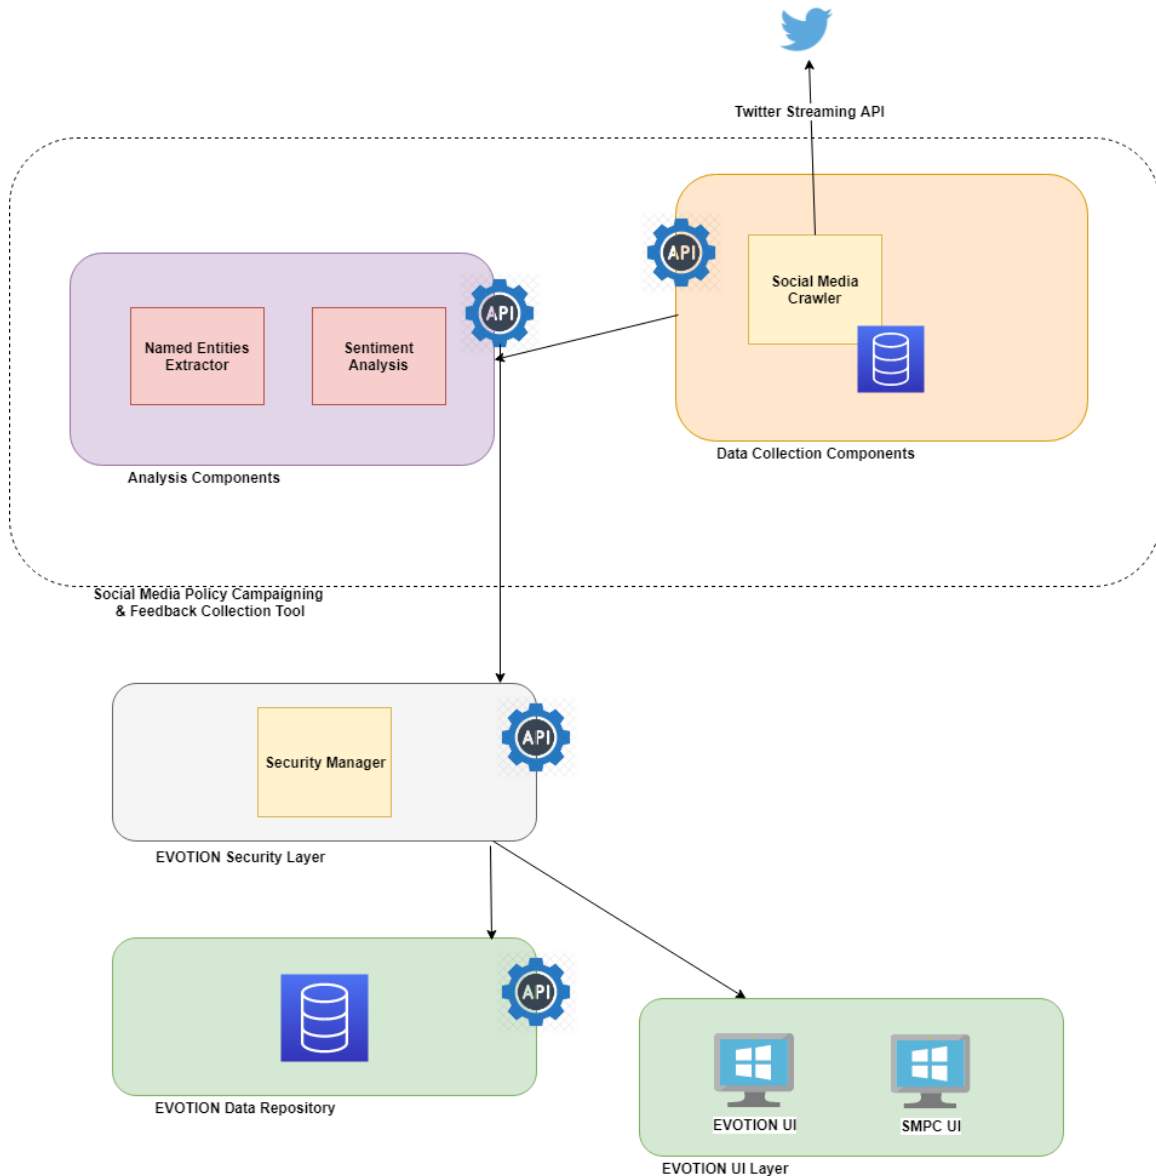 Twitter Streaming API
API
Social Media
Crawler
API
Named Entities
Extractor
Sentiment
Analysis
Data Collection Components
Analysis Components
Social Media Policy Campaigning
& Feedback Collection Tool
API
Security Manager
EVOTION Security Layer
API
EVOTION Data Repository
EVOTION UI
SMPC UI
EVOTION UI Layer